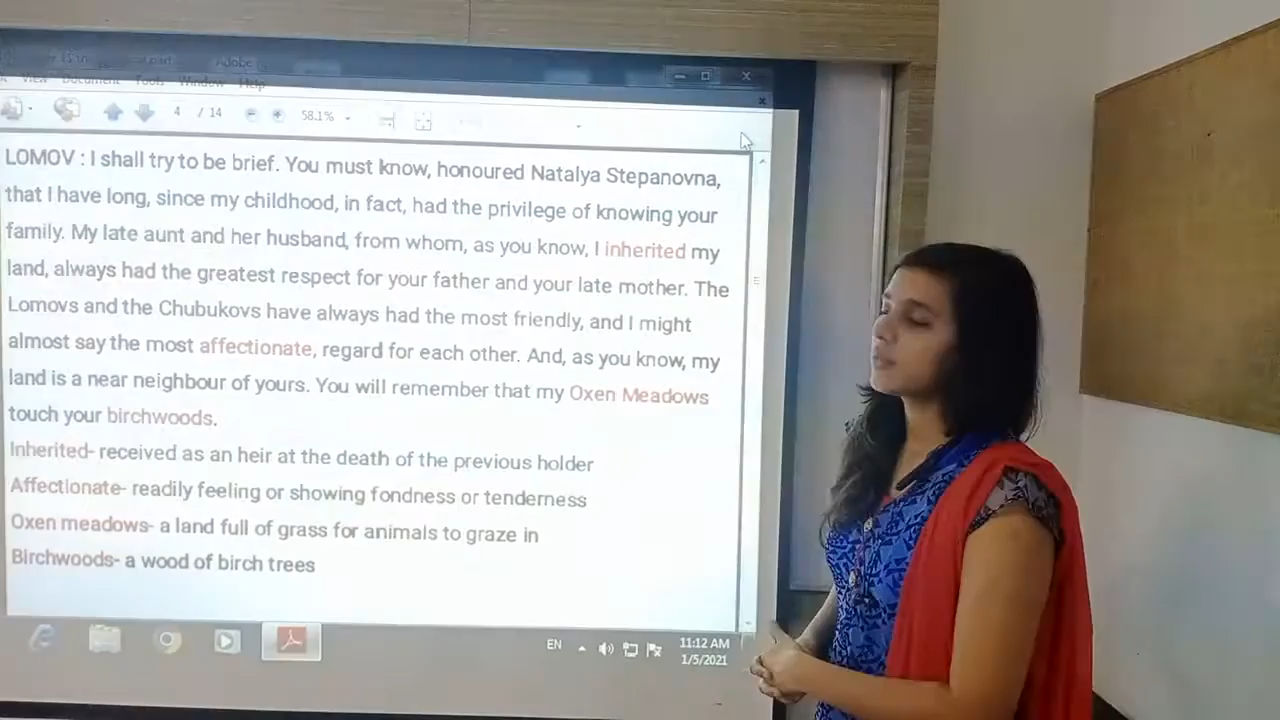 Adobe
View Document Tools Window Help
4 / 14 58.1%
LOMOV : I shall try to be brief. You must know, honoured Natalya Stepanovna,
that I have long, since my childhood, in fact, had the privilege of knowing your
family. My late aunt and her husband, from whom, as you know, I inherited my
land, always had the greatest respect for your father and your late mother. The
Lomovs and the Chubukovs have always had the most friendly, and I might
almost say the most affectionate, regard for each other. And, as you know, my
land is a near neighbour of yours. You will remember that my Oxen Meadows
touch your birchwoods.
Inherited- received as an heir at the death of the previous holder
Affectionate- readily feeling or showing fondness or tenderness
Oxen meadows- a land full of grass for animals to graze in
Birchwoods- a wood of birch trees
EN 11:12 AM
1/5/2021